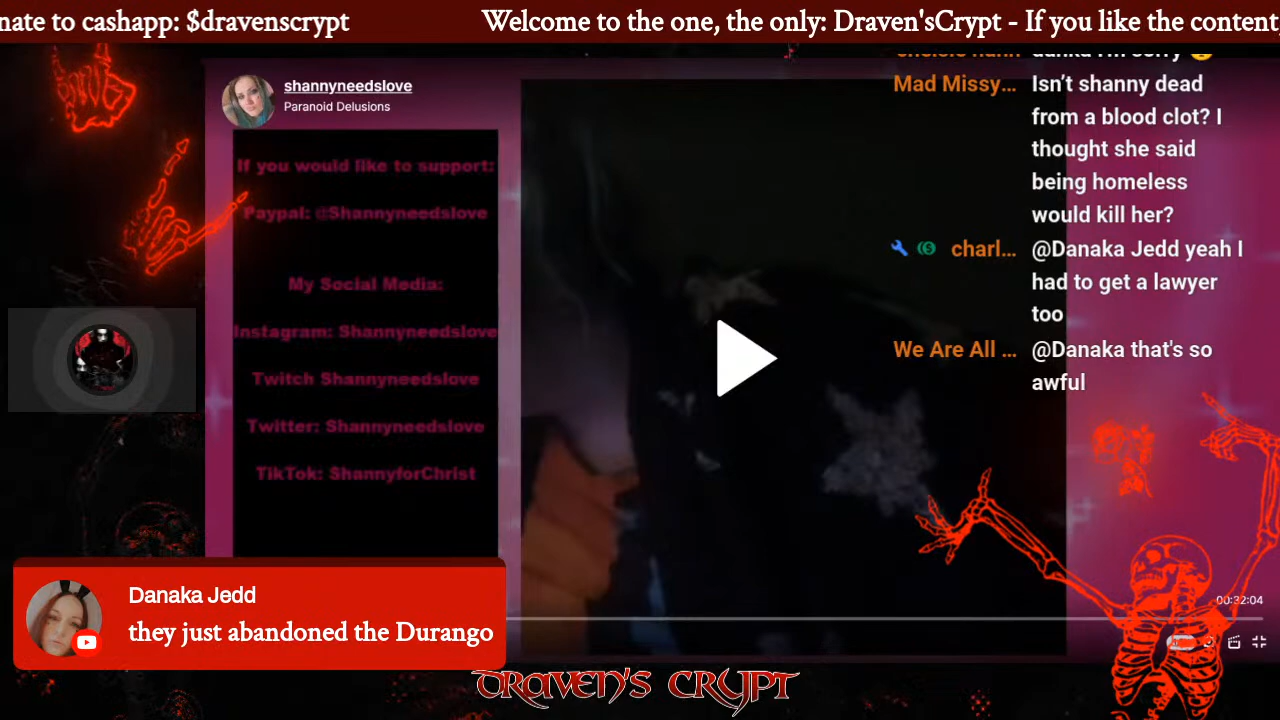 nate to cashapp: $dravenscrypt
Welcome to the one, the only: Draven'sCrypt - If you like the content,
shannyneedslove
Paranoid Delusions
If you would like to support:
Paypal: @Shannyneedslove
My Social Media:
Instagram: Shannyneedslove
Twitch Shannyneedslove
Twitter: Shannyneedslove
TikTok: ShannyforChrist
danka I'm sorry
Mad Missy… Isn’t shanny dead
from a blood clot? I
thought she said
being homeless
would kill her?
charl… @Danaka Jedd yeah I
had to get a lawyer
too
We Are All … @Danaka that's so
awful
00:32:04
Danaka Jedd
they just abandoned the Durango
DRAVEN'S CRYPT